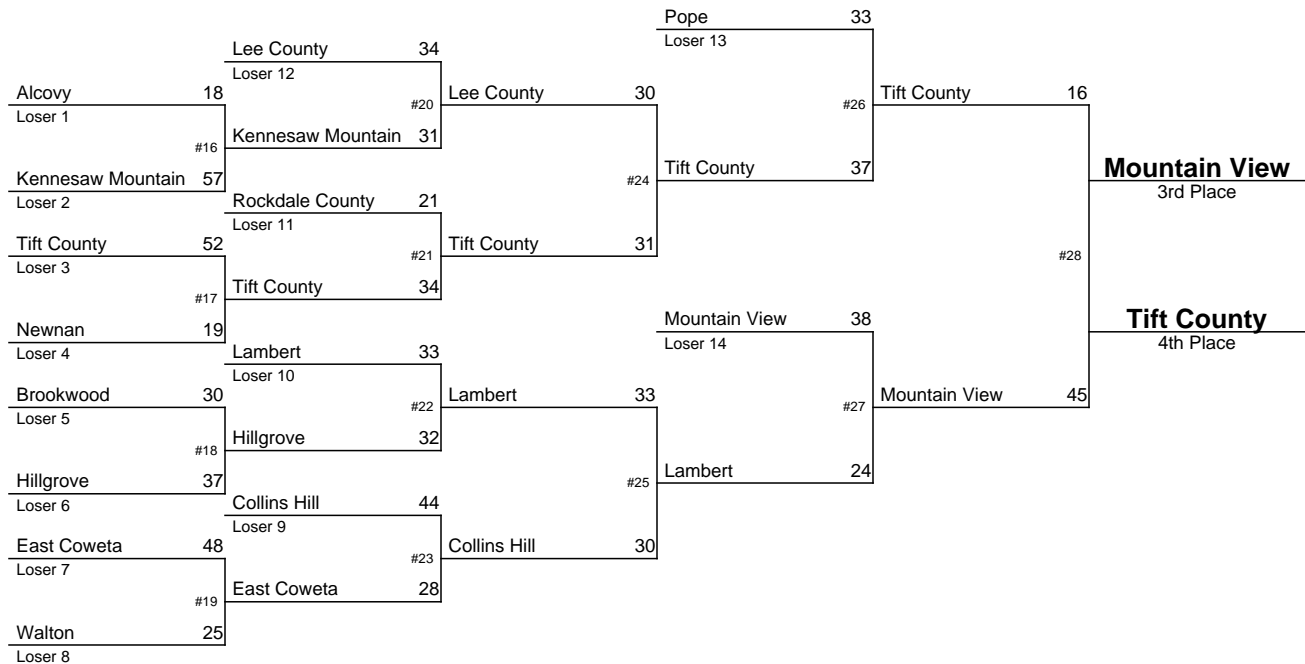 Pope 33
Loser 13
Lee County 34
Loser 12
Alcovy 18
Loser 1
#20
Lee County 30
#26
Tift County 16
#16
Kennesaw Mountain 31
Kennesaw Mountain 57
Loser 2
#24
Tift County 37
Mountain View
3rd Place
Rockdale County 21
Loser 11
Tift County 52
Loser 3
#21
Tift County 31
#28
#17
Tift County 34
Newnan 19
Loser 4
Mountain View 38
Loser 14
Tift County
4th Place
Lambert 33
Loser 10
Brookwood 30
Loser 5
#22
Lambert 33
#27
Mountain View 45
#18
Hillgrove 32
Hillgrove 37
Loser 6
#25
Lambert 24
Collins Hill 44
Loser 9
East Coweta 48
Loser 7
#23
Collins Hill 30
#19
East Coweta 28
Walton 25
Loser 8